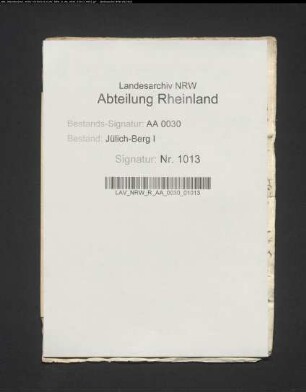 Landesarchiv NRW
Abteilung Rheinland
Bestands-Signatur: AA 0030
Bestand: Jülich-Berg I
Signatur: Nr. 1013
LAV_NRW_R_AA_0030_01013